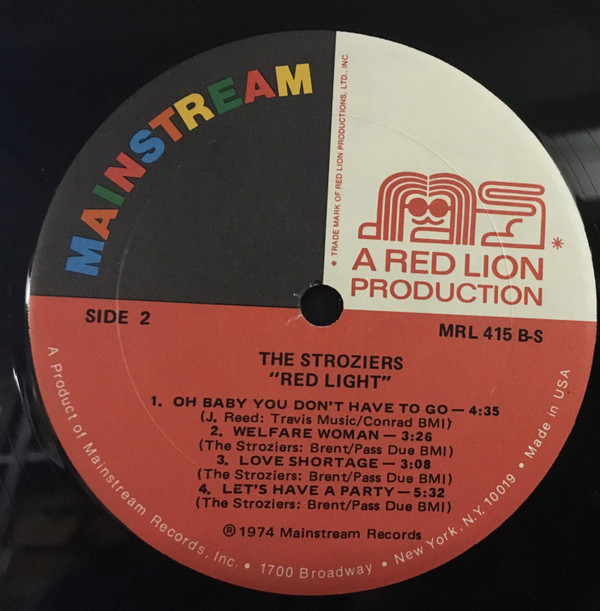 MAINSTREAM
* TRADE MARK OF RED LION PRODUCTIONS, LTD., INC.
ms*
A RED LION
PRODUCTION
SIDE 2
MRL 415 B-S
THE STROZIERS
"RED LIGHT"
1. OH BABY YOU DON'T HAVE TO GO — 4:35
(J. Reed: Travis Music/Conrad BMI)
2. WELFARE WOMAN — 3:26
(The Stroziers: Brent/Pass Due BMI)
3. LOVE SHORTAGE — 3:08
(The Stroziers: Brent/Pass Due BMI)
4. LET'S HAVE A PARTY — 5:32
(The Stroziers: Brent/Pass Due BMI)
℗ 1974 Mainstream Records
A Product of Mainstream Records, Inc. • 1700 Broadway • New York, N.Y. 10019 • Made in USA